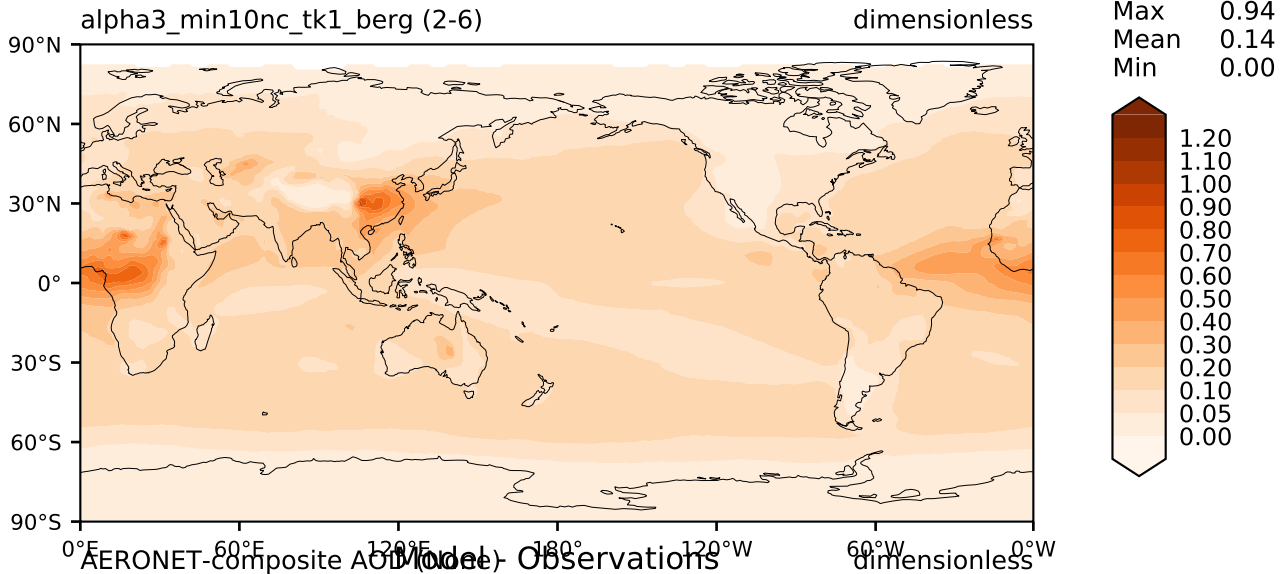 alpha3_min10nc_tk1_berg (2-6) dimensionless
Max 0.94
Mean 0.14
Min 0.00
90°N
60°N
30°N
0°
30°S
60°S
90°S
0°E 60°E 120°E 180° 120°W 60°W 0°W
1.20
1.10
1.00
0.90
0.80
0.70
0.60
0.50
0.40
0.30
0.20
0.10
0.05
0.00
AERONET-composite AOD (None) dimensionless
Model - Observations